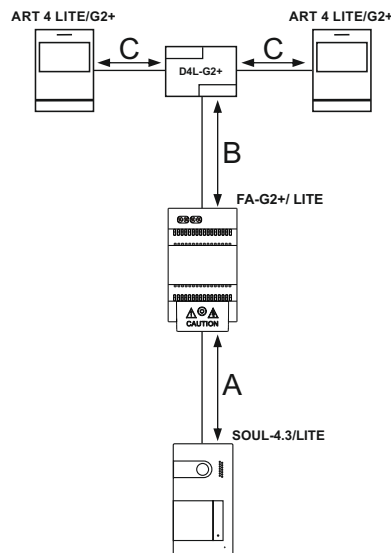 ART 4 LITE/G2+
ART 4 LITE/G2+
C
C
D4L-G2+
B
FA-G2+/ LITE
CAUTION
A
SOUL-4.3/LITE